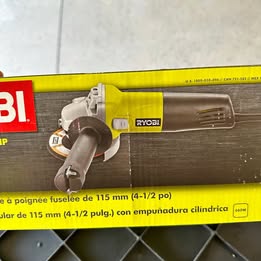 BI
RYOBI
e à poignée fuselée de 115 mm (4-1/2 po)
ular de 115 mm (4-1/2 pulg.) con empuñadura cilíndrica